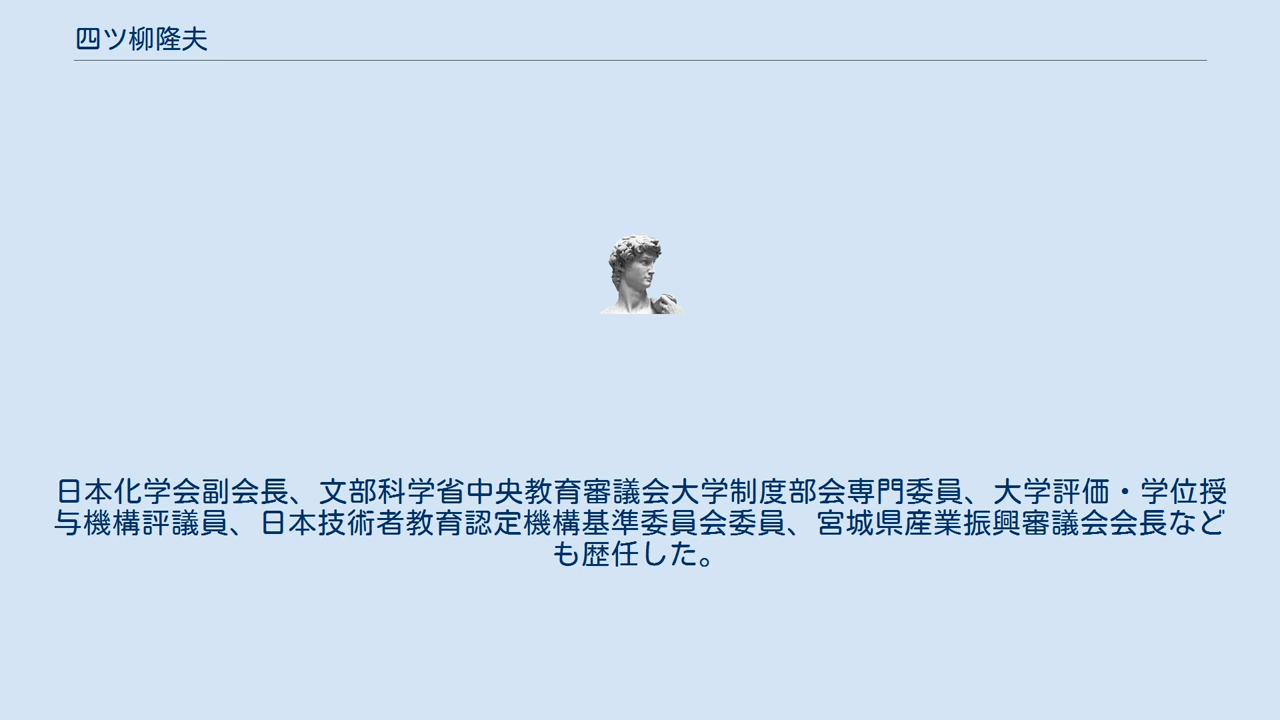 四ツ柳隆夫
日本化学会副会長、文部科学省中央教育審議会大学制度部会専門委員、大学評価・学位授
与機構評議員、日本技術者教育認定機構基準委員会委員、宮城県産業振興審議会会長など
も歴任した。